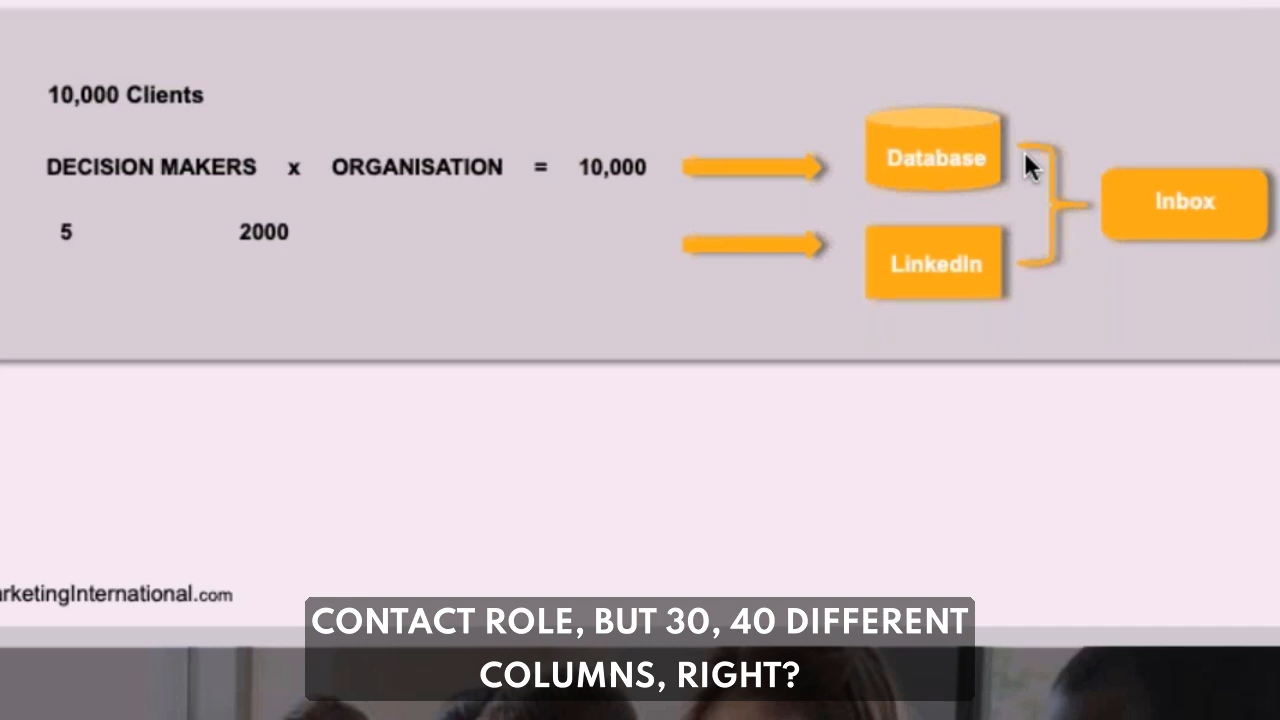 10,000 Clients
DECISION MAKERS x ORGANISATION = 10,000
5 2000
Database
LinkedIn
Inbox
arketingInternational.com
CONTACT ROLE, BUT 30, 40 DIFFERENT
COLUMNS, RIGHT?